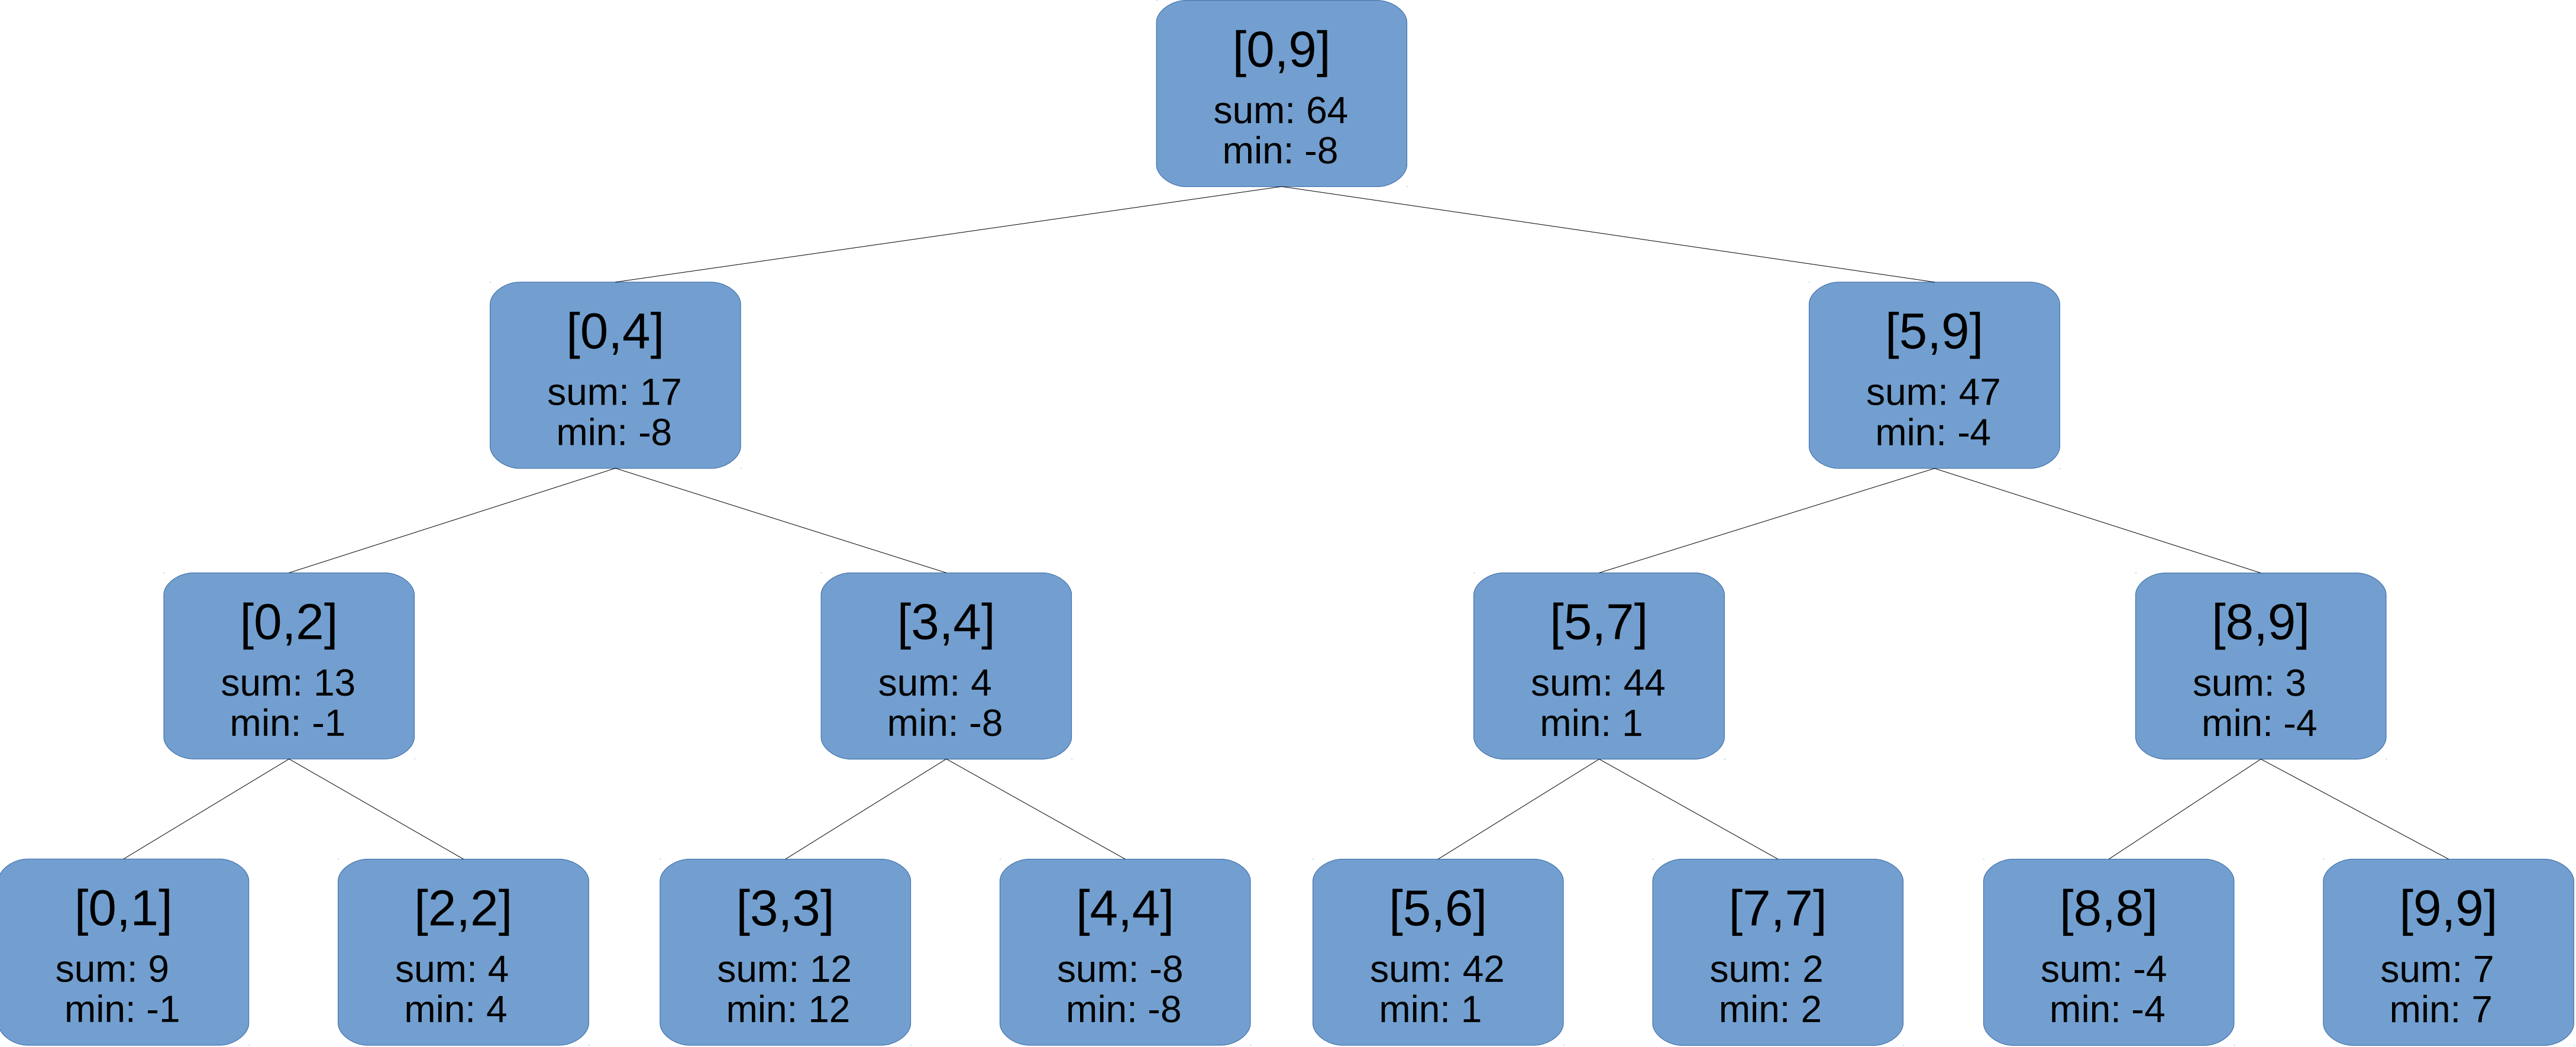 [0,9]
sum: 64
min: -8
[0,4]
sum: 17
min: -8
[5,9]
sum: 47
min: -4
[0,2]
sum: 13
min: -1
[3,4]
sum: 4
min: -8
[5,7]
sum: 44
min: 1
[8,9]
sum: 3
min: -4
[0,1]
sum: 9
min: -1
[2,2]
sum: 4
min: 4
[3,3]
sum: 12
min: 12
[4,4]
sum: -8
min: -8
[5,6]
sum: 42
min: 1
[7,7]
sum: 2
min: 2
[8,8]
sum: -4
min: -4
[9,9]
sum: 7
min: 7